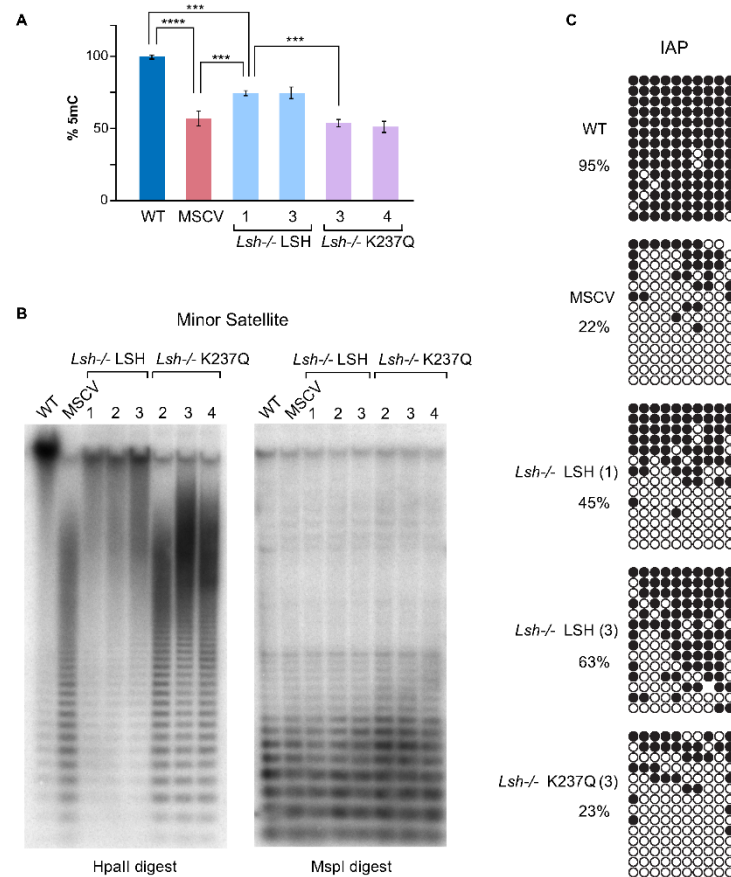 A
***
****
***
***
100
50
0
% 5mC
WT MSCV 1 3 3 4
Lsh-/- LSH Lsh-/- K237Q
B
Minor Satellite
Lsh-/- LSH Lsh-/- K237Q
WT MSCV 1 2 3 2 3 4
Lsh-/- LSH Lsh-/- K237Q
WT MSCV 1 2 3 2 3 4
HpaII digest
MspI digest
C
IAP
WT
95%
MSCV
22%
Lsh-/- LSH (1)
45%
Lsh-/- LSH (3)
63%
Lsh-/- K237Q (3)
23%